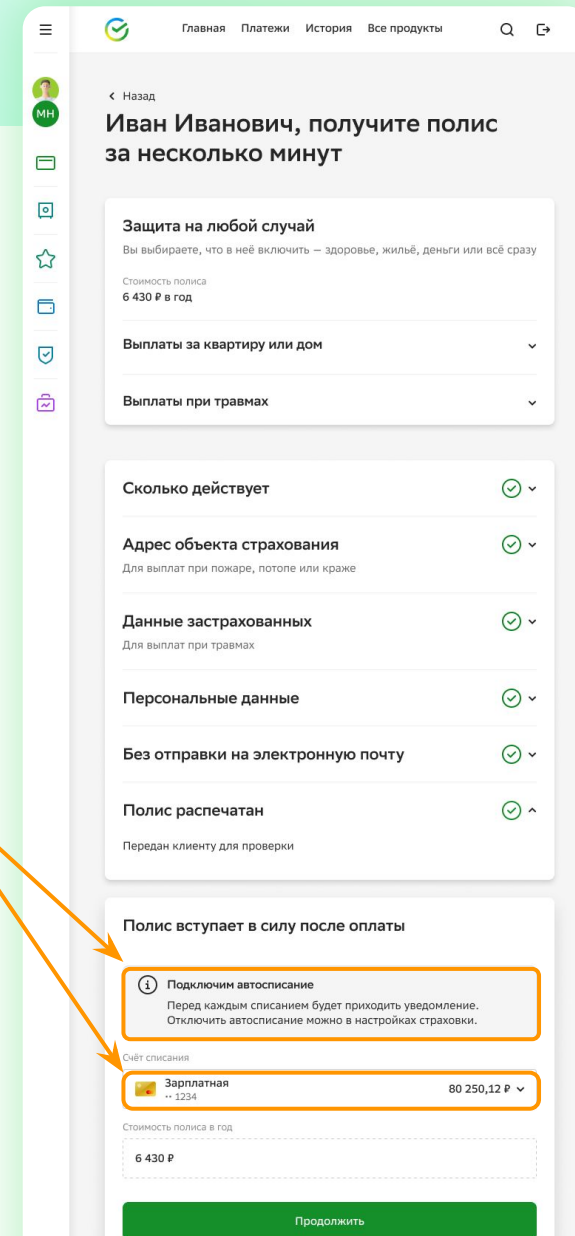 Главная Платежи История Все продукты
МН
Назад
Иван Иванович, получите полис
за несколько минут
Защита на любой случай
Вы выбираете, что в неё включить — здоровье, жильё, деньги или всё сразу
Стоимость полиса
6 430 ₽ в год
Выплаты за квартиру или дом
Выплаты при травмах
Сколько действует
Адрес объекта страхования
Для выплат при пожаре, потопе или краже
Данные застрахованных
Для выплат при травмах
Персональные данные
Без отправки на электронную почту
Полис распечатан
Передан клиенту для проверки
Полис вступает в силу после оплаты
Подключим автосписание
Перед каждым списанием будет приходить уведомление.
Отключить автосписание можно в настройках страховки.
Счёт списания
Зарплатная 80 250,12 ₽
·· 1234
Стоимость полиса в год
6 430 ₽
Продолжить